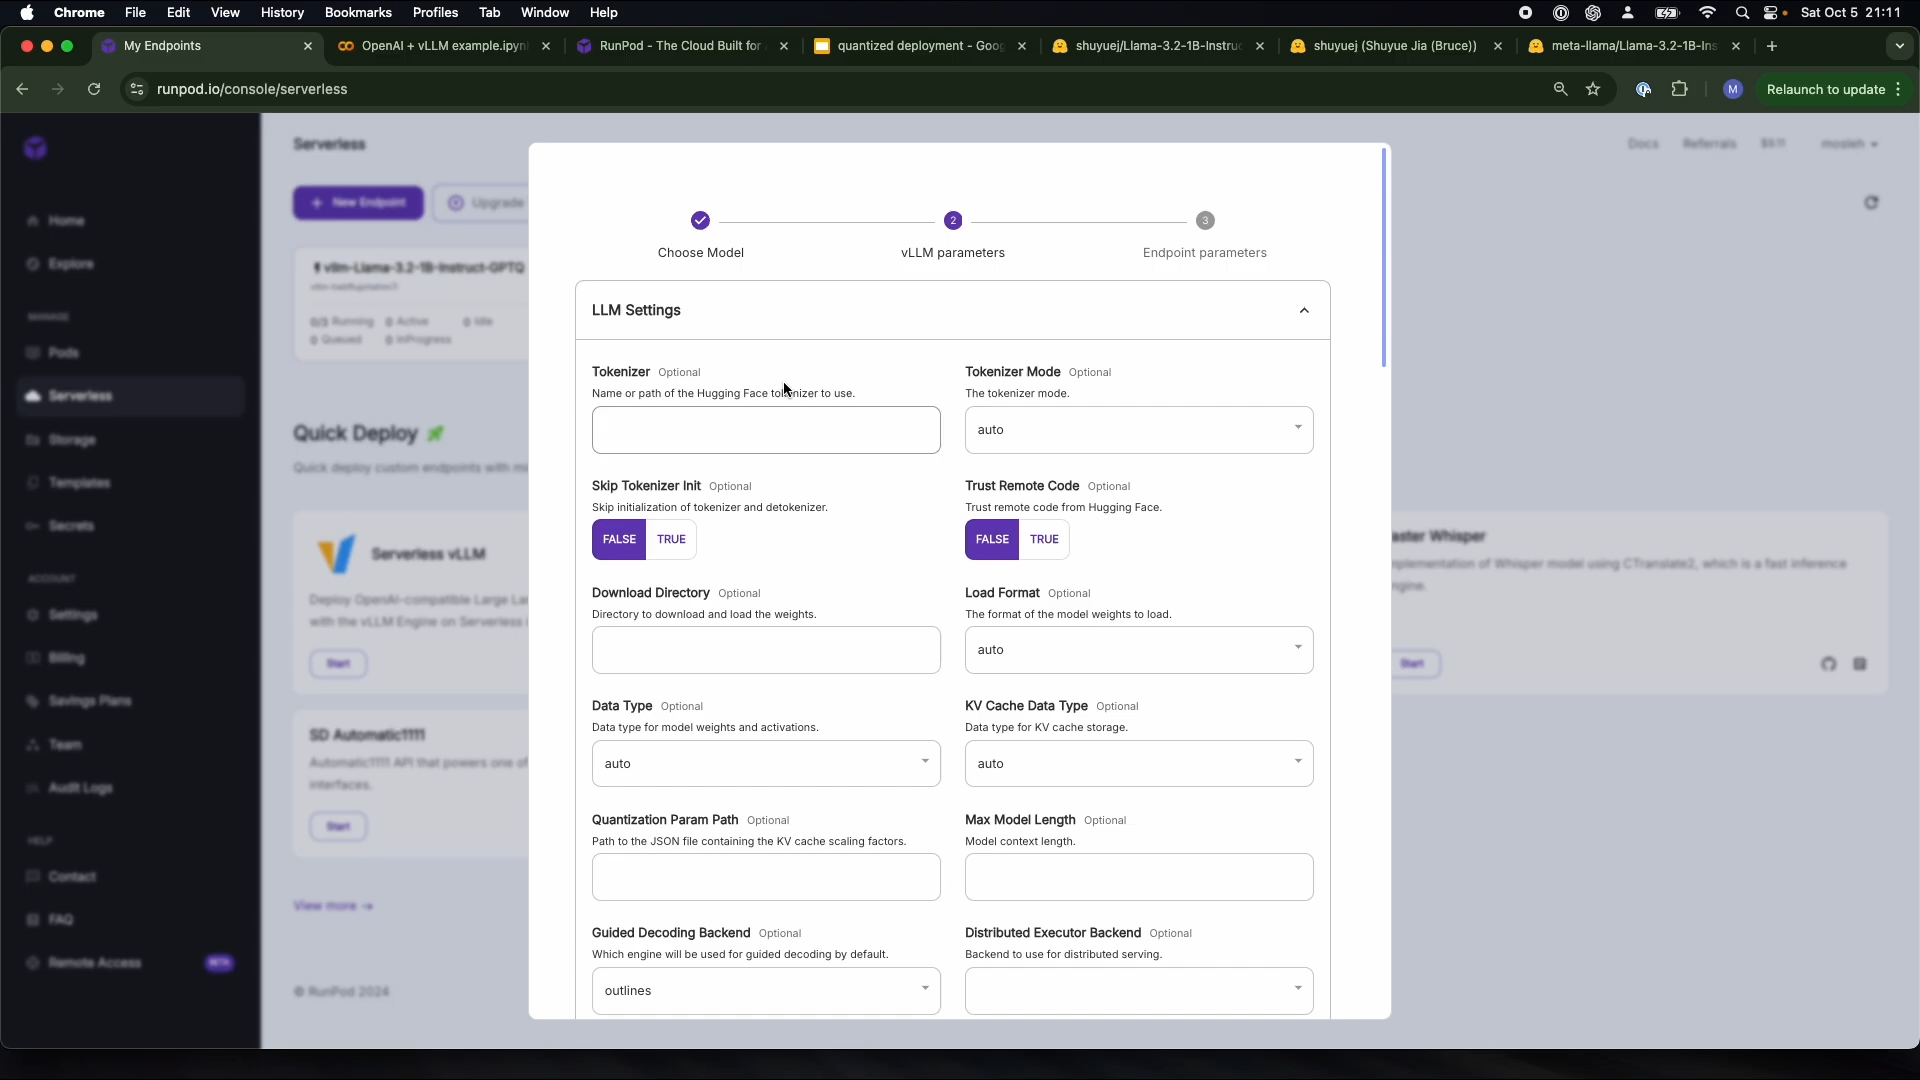 Chrome File Edit View History Bookmarks Profiles Tab Window Help Sat Oct 5 21:11
My Endpoints OpenAI + vLLM example.ipyn RunPod - The Cloud Built for quantized deployment - Goog shuyuej/Llama-3.2-1B-Instruc shuyuej (Shuyue Jia (Bruce)) meta-llama/Llama-3.2-1B-Ins
runpod.io/console/serverless M Relaunch to update
Serverless Docs Referrals mosleh
New Endpoint Upgrade
Home
Explore
vllm-Llama-3.2-1B-Instruct-GPTQ
0/3 Running 0 Active 0 Idle
0 Queued 0 InProgress
MANAGE
Pods
Serverless
Storage
Templates
Secrets
ACCOUNT
Settings
Billing
Savings Plans
Team
Audit Logs
HELP
Contact
FAQ
Remote Access BETA
Quick Deploy
Quick deploy custom endpoints with
Serverless vLLM
Deploy OpenAI-compatible Large
with the vLLM Engine on Serverless
Start
SD Automatic1111
Automatic1111 API that powers one of
interfaces.
Start
View more →
© RunPod 2024
aster Whisper
mplementation of Whisper model using CTranslate2, which is a fast inference
ngine.
Start
Choose Model
2
vLLM parameters
3
Endpoint parameters
LLM Settings
Tokenizer Optional
Name or path of the Hugging Face tokenizer to use.
Tokenizer Mode Optional
The tokenizer mode.
auto
Skip Tokenizer Init Optional
Skip initialization of tokenizer and detokenizer.
FALSE TRUE
Trust Remote Code Optional
Trust remote code from Hugging Face.
FALSE TRUE
Download Directory Optional
Directory to download and load the weights.
Load Format Optional
The format of the model weights to load.
auto
Data Type Optional
Data type for model weights and activations.
auto
KV Cache Data Type Optional
Data type for KV cache storage.
auto
Quantization Param Path Optional
Path to the JSON file containing the KV cache scaling factors.
Max Model Length Optional
Model context length.
Guided Decoding Backend Optional
Which engine will be used for guided decoding by default.
outlines
Distributed Executor Backend Optional
Backend to use for distributed serving.